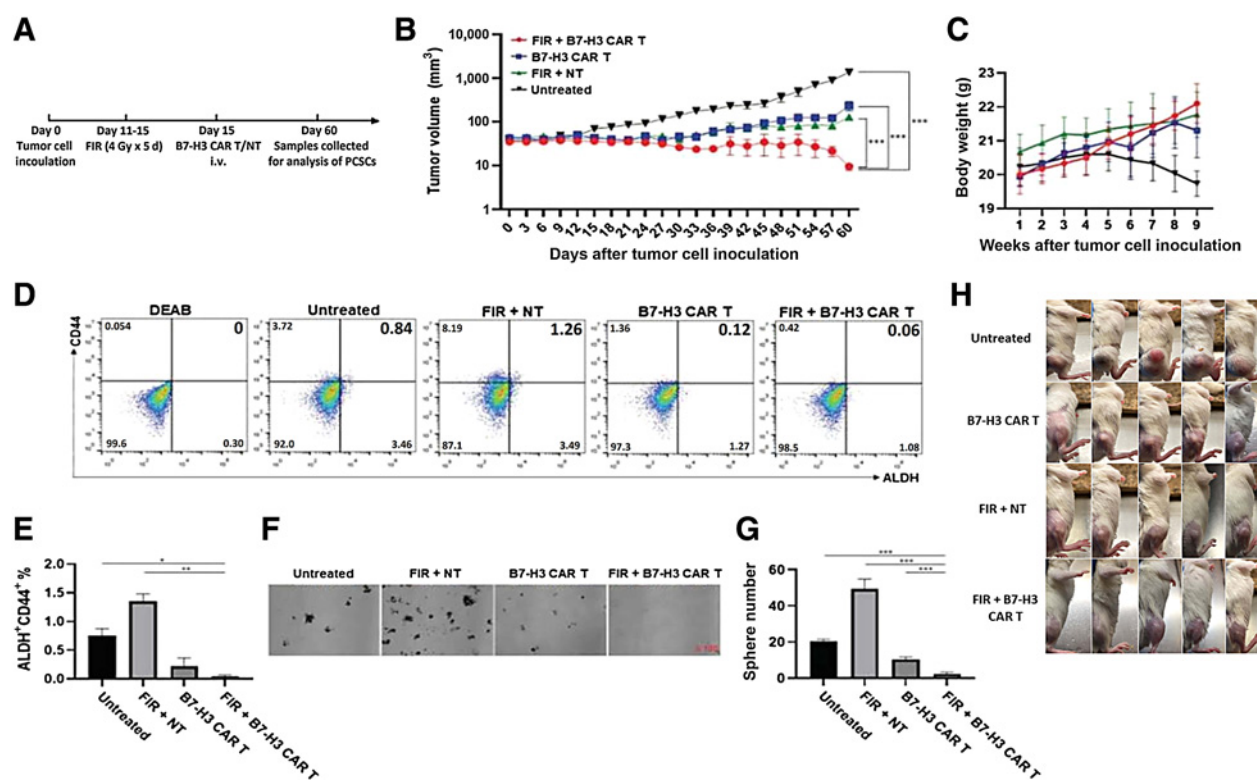 A
Day 0
Tumor cell
incoulation
Day 11-15
FIR (4 Gy x 5 d)
Day 15
B7-H3 CAR T/NT
i.v.
Day 60
Samples collected
for analysis of PCSCs
B
Tumor volume (mm³)
10,000
1,000
100
10
1
FIR + B7-H3 CAR T
B7-H3 CAR T
FIR + NT
Untreated
***
***
***
0 3 6 9 12 15 18 21 24 27 30 33 36 39 42 45 48 51 54 57 60
Days after tumor cell inoculation
C
Body weight (g)
23
22
21
20
19
1 2 3 4 5 6 7 8 9
Weeks after tumor cell inoculation
D
CD44
DEAB
0.054 0
99.6 0.30
Untreated
3.72 0.84
92.0 3.46
FIR + NT
8.19 1.26
87.1 3.49
B7-H3 CAR T
1.36 0.12
97.3 1.27
FIR + B7-H3 CAR T
0.42 0.06
98.5 1.08
ALDH
E
ALDH⁺CD44⁺ %
2.0
1.5
1.0
0.5
0.0
*
**
Untreated
FIR + NT
B7-H3 CAR T
FIR + B7-H3 CAR T
F
Untreated
FIR + NT
B7-H3 CAR T
FIR + B7-H3 CAR T
G
Sphere number
60
40
20
0
***
***
***
Untreated
FIR + NT
B7-H3 CAR T
FIR + B7-H3 CAR T
H
Untreated
B7-H3 CAR T
FIR + NT
FIR + B7-H3
CAR T